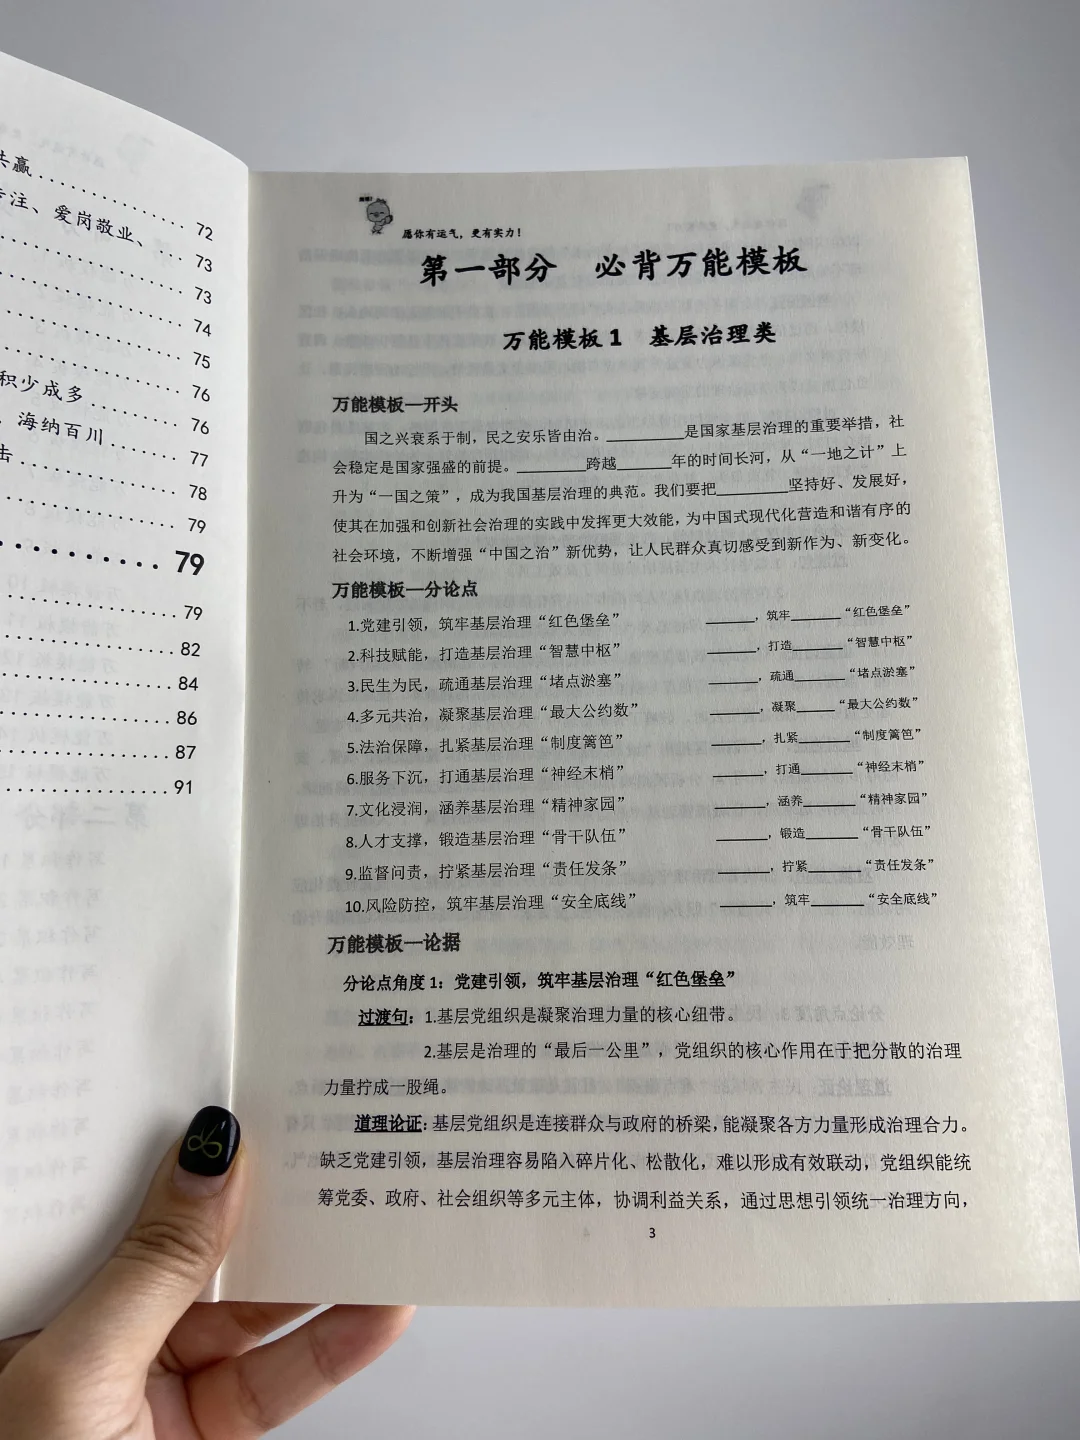 共赢 72
专注、爱岗敬业、
73
73
74
75
76
积少成多 76
，海纳百川 77
击 78
79
79
79
82
84
86
87
91
愿你有运气，更有实力！
第一部分 必背万能模板
万能模板1 基层治理类
万能模板—开头
国之兴衰系于制，民之安乐皆由治。__________是国家基层治理的重要举措，社
会稳定是国家强盛的前提。_________跨越_______年的时间长河，从“一地之计”上
升为“一国之策”，成为我国基层治理的典范。我们要把_________坚持好、发展好，
使其在加强和创新社会治理的实践中发挥更大效能，为中国式现代化营造和谐有序的
社会环境，不断增强“中国之治”新优势，让人民群众真切感受到新作为、新变化。
万能模板—分论点
1.党建引领，筑牢基层治理“红色堡垒” _______，筑牢_______“红色堡垒”
2.科技赋能，打造基层治理“智慧中枢” _______，打造_______“智慧中枢”
3.民生为民，疏通基层治理“堵点淤塞” _______，疏通_______“堵点淤塞”
4.多元共治，凝聚基层治理“最大公约数” _______，凝聚_____“最大公约数”
5.法治保障，扎紧基层治理“制度篱笆” _______，扎紧_______“制度篱笆”
6.服务下沉，打通基层治理“神经末梢” _______，打通_______“神经末梢”
7.文化浸润，涵养基层治理“精神家园” _______，涵养_______“精神家园”
8.人才支撑，锻造基层治理“骨干队伍” _______，锻造_______“骨干队伍”
9.监督问责，拧紧基层治理“责任发条” _______，拧紧_______“责任发条”
10.风险防控，筑牢基层治理“安全底线” _______，筑牢_______“安全底线”
万能模板—论据
分论点角度1：党建引领，筑牢基层治理“红色堡垒”
过渡句：1.基层党组织是凝聚治理力量的核心纽带。
2.基层是治理的“最后一公里”，党组织的核心作用在于把分散的治理
力量拧成一股绳。
道理论证：基层党组织是连接群众与政府的桥梁，能凝聚各方力量形成治理合力。
缺乏党建引领，基层治理容易陷入碎片化、松散化，难以形成有效联动，党组织能统
筹党委、政府、社会组织等多元主体，协调利益关系，通过思想引领统一治理方向，
3